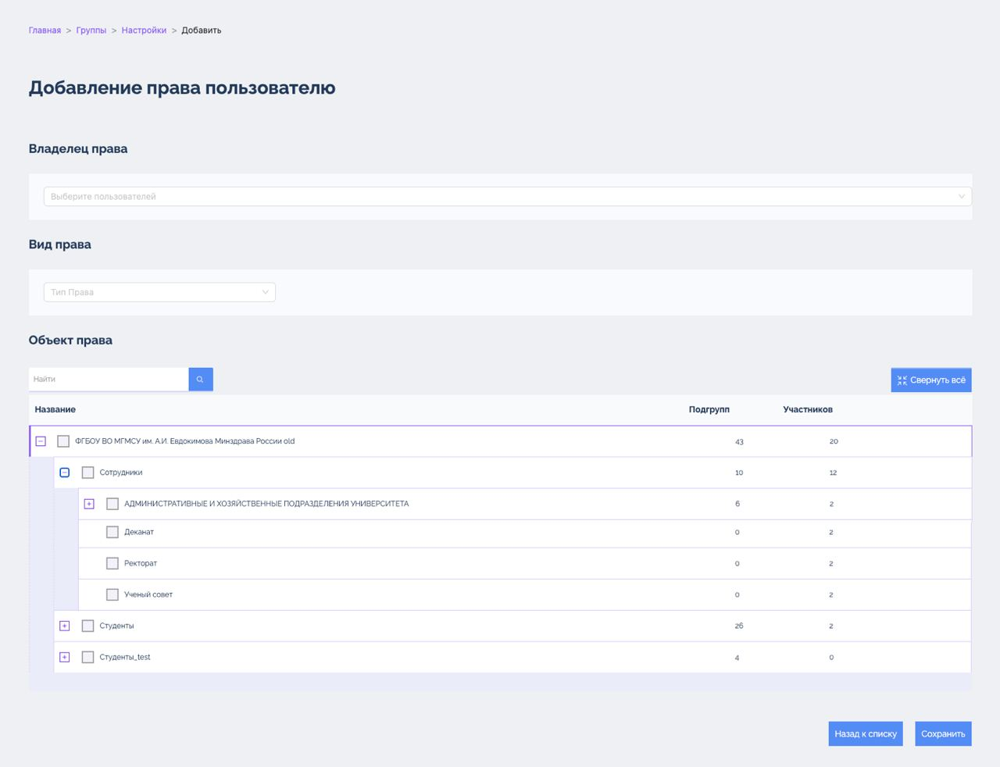 Главная > Группы > Настройки > Добавить
Добавление права пользователю
Владелец права
Выберите пользователей
Вид права
Тип Права
Объект права
Найти
Свернуть всё
Название Подгрупп Участников
ФГБОУ ВО МГМСУ им. А.И. Евдокимова Минздрава России old 43 20
Сотрудники 10 12
АДМИНИСТРАТИВНЫЕ И ХОЗЯЙСТВЕННЫЕ ПОДРАЗДЕЛЕНИЯ УНИВЕРСИТЕТА 6 2
Деканат 0 2
Ректорат 0 2
Ученый совет 0 2
Студенты 26 2
Студенты_test 4 0
Назад к списку Сохранить